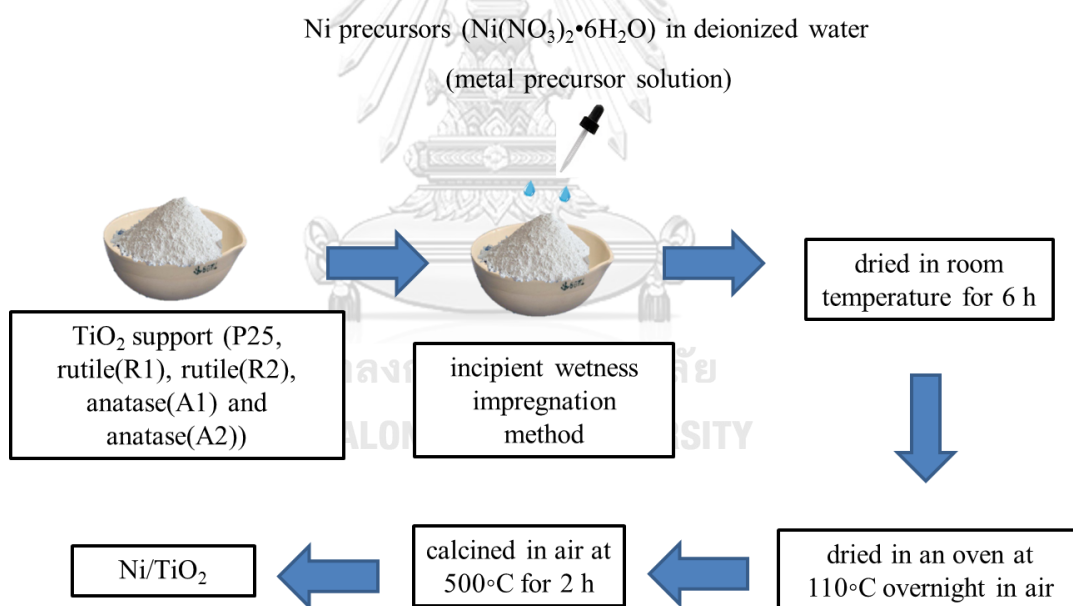 Ni precursors (Ni(NO₃)₂•6H₂O) in deionized water
(metal precursor solution)
TiO₂ support (P25,
rutile(R1), rutile(R2),
anatase(A1) and
anatase(A2))
incipient wetness
impregnation
method
dried in room
temperature for 6 h
dried in an oven at
110◦C overnight in air
calcined in air at
500◦C for 2 h
Ni/TiO₂